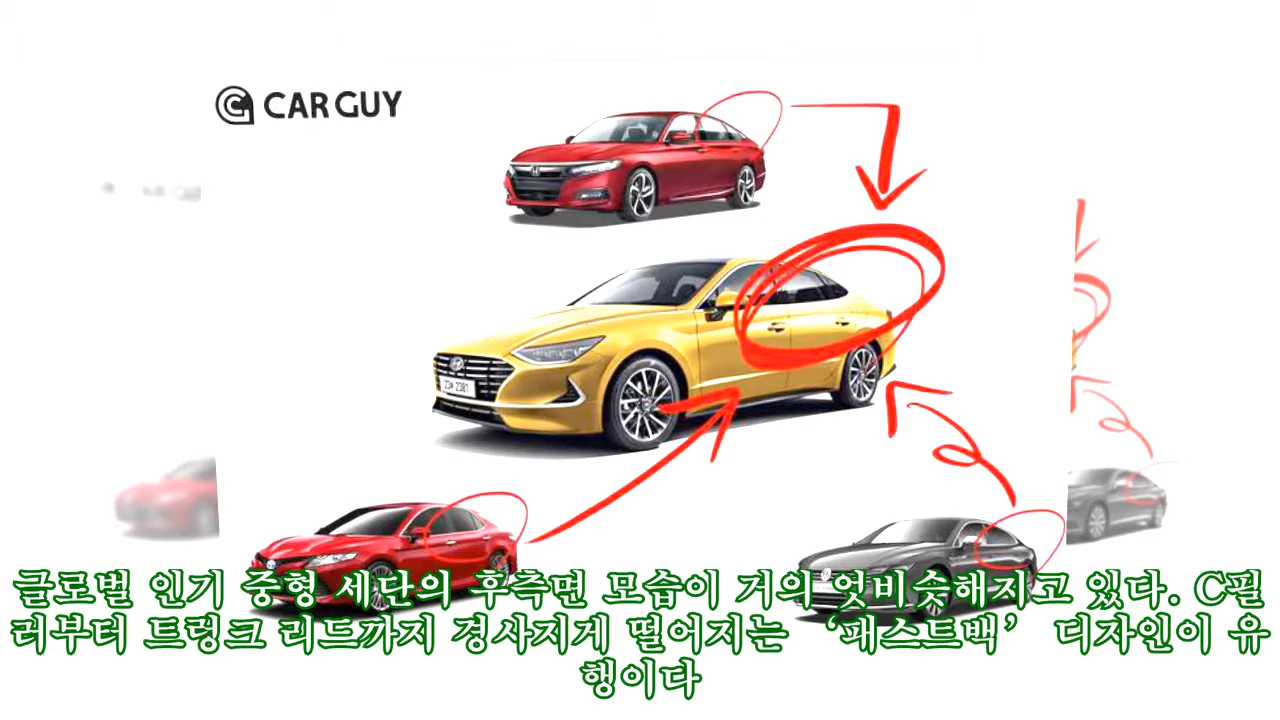 CAR GUY
글로벌 인기 중형 세단의 후측면 모습이 거의 엇비슷해지고 있다. C필
러부터 트렁크 리드까지 경사지게 떨어지는 ‘패스트백’ 디자인이 유
행이다